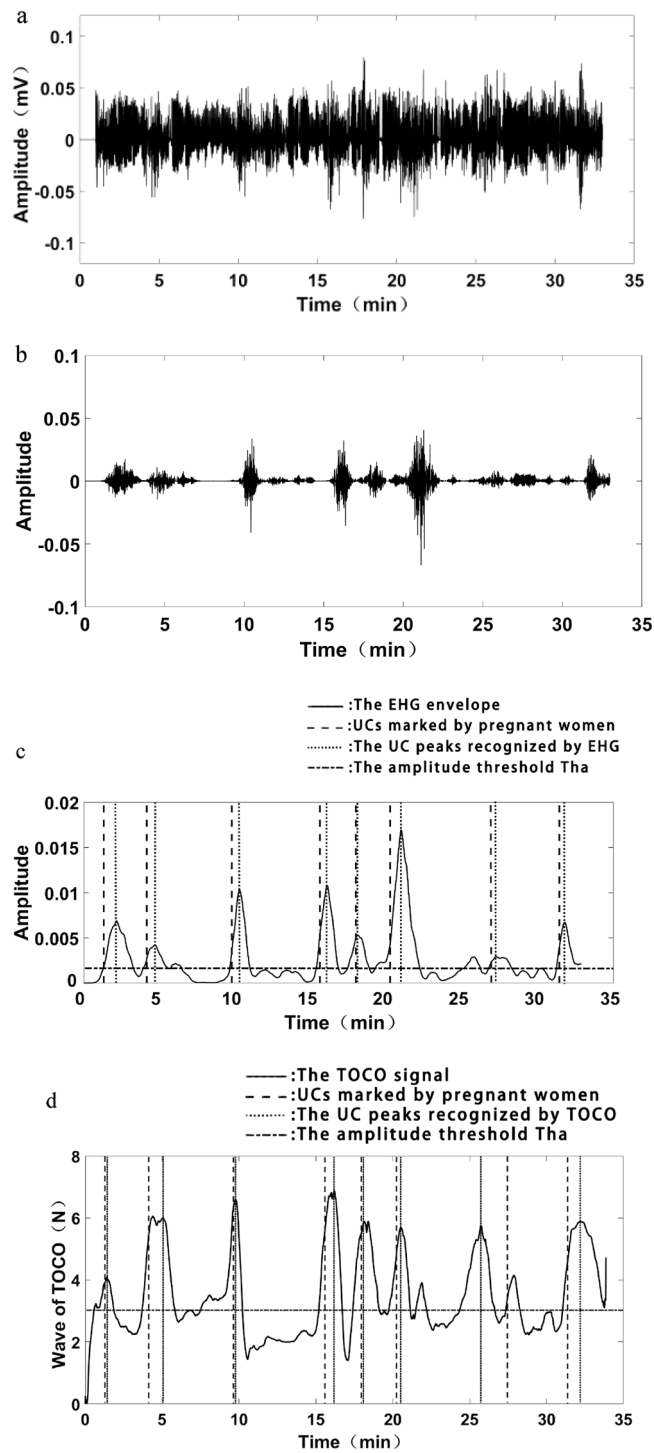 a
0.1
0.05
0
-0.05
-0.1
Amplitude（mV）
0 5 10 15 20 25 30 35
Time（min）
b
0.1
0.05
0
-0.05
-0.1
Amplitude
0 5 10 15 20 25 30 35
Time（min）
:The EHG envelope
:UCs marked by pregnant women
:The UC peaks recognized by EHG
:The amplitude threshold Tha
c
0.02
0.015
0.01
0.005
0
Amplitude
0 5 10 15 20 25 30 35
Time（min）
:The TOCO signal
:UCs marked by pregnant women
:The UC peaks recognized by TOCO
:The amplitude threshold Tha
d
8
6
4
2
0
Wave of TOCO（N）
0 5 10 15 20 25 30 35
Time（min）